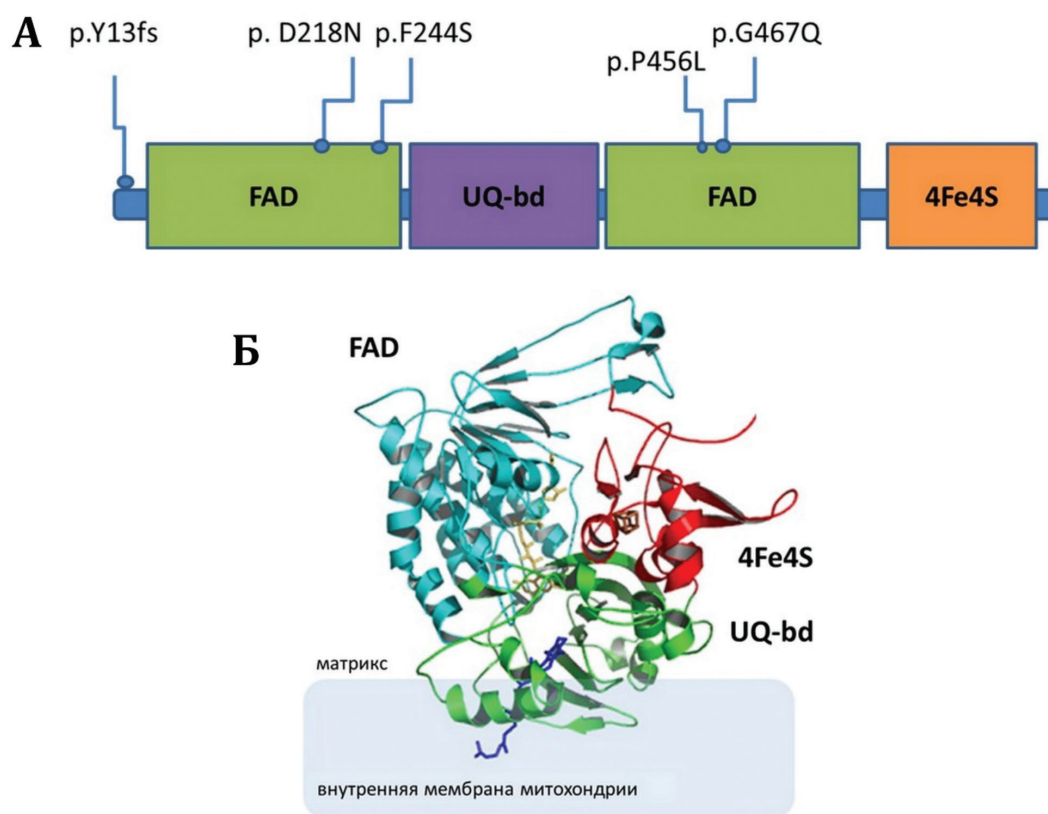 А
p.Y13fs
p. D218N
p.F244S
p.P456L
p.G467Q
FAD
UQ-bd
FAD
4Fe4S
Б
FAD
4Fe4S
UQ-bd
матрикс
внутренняя мембрана митохондрии